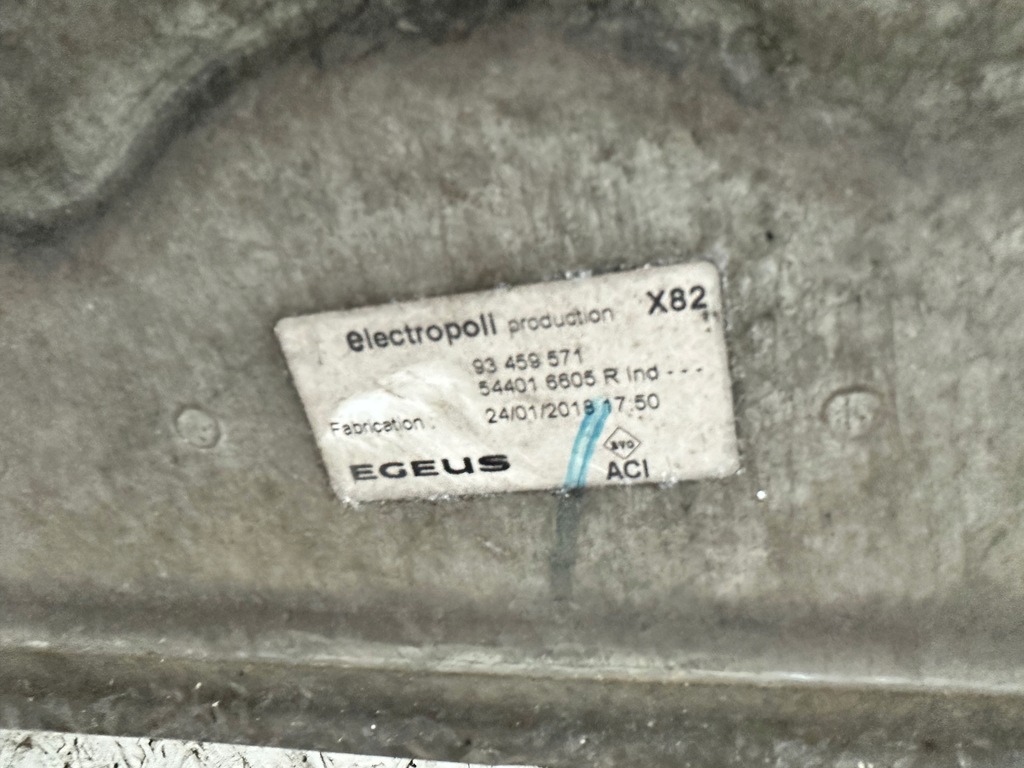 electropoli production X82
93 459 571
54401 6605 R Ind - - -
Fabrication : 24/01/2018 17:50
EGEUS ACI